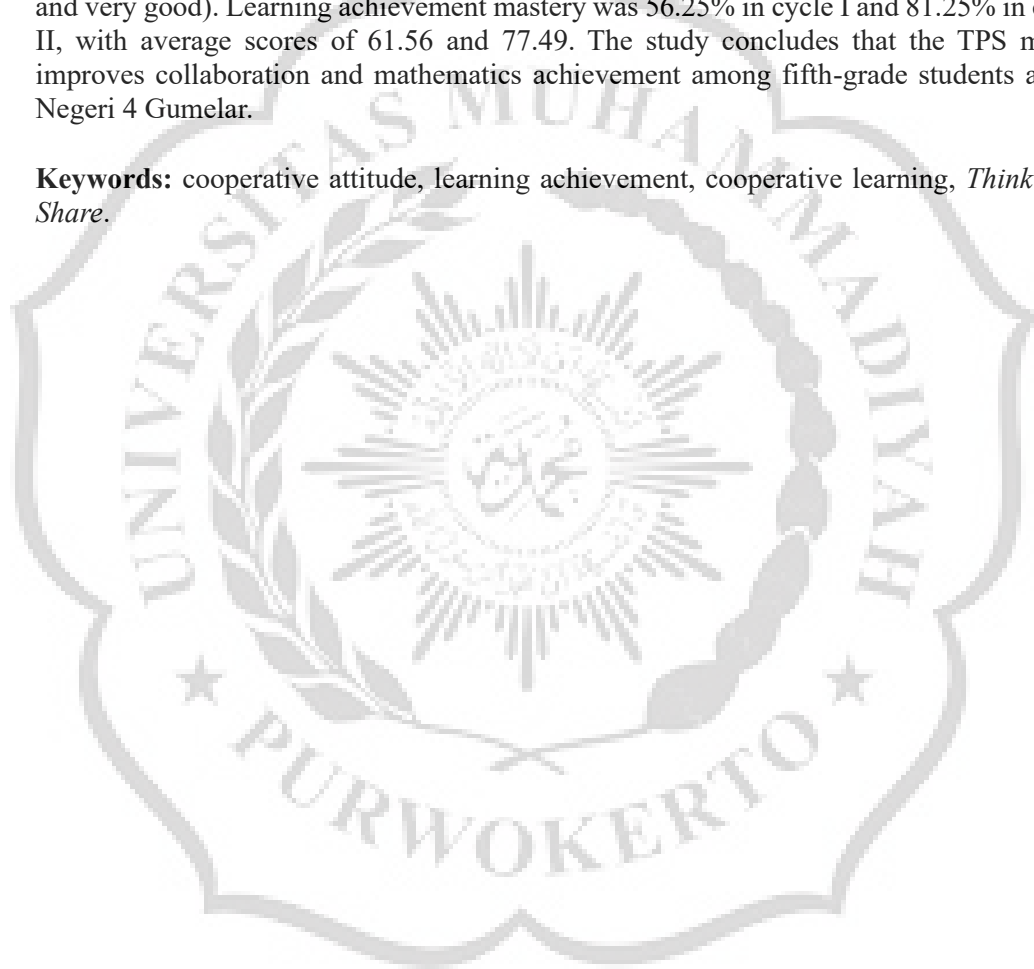 and very good). Learning achievement mastery was 56.25% in cycle I and 81.25% in
II, with average scores of 61.56 and 77.49. The study concludes that the TPS
improves collaboration and mathematics achievement among fifth-grade students
Negeri 4 Gumelar.
Keywords: cooperative attitude, learning achievement, cooperative learning, Think
Share.
UNIVERSITAS MUHAMMADIYAH
PURWOKERTO